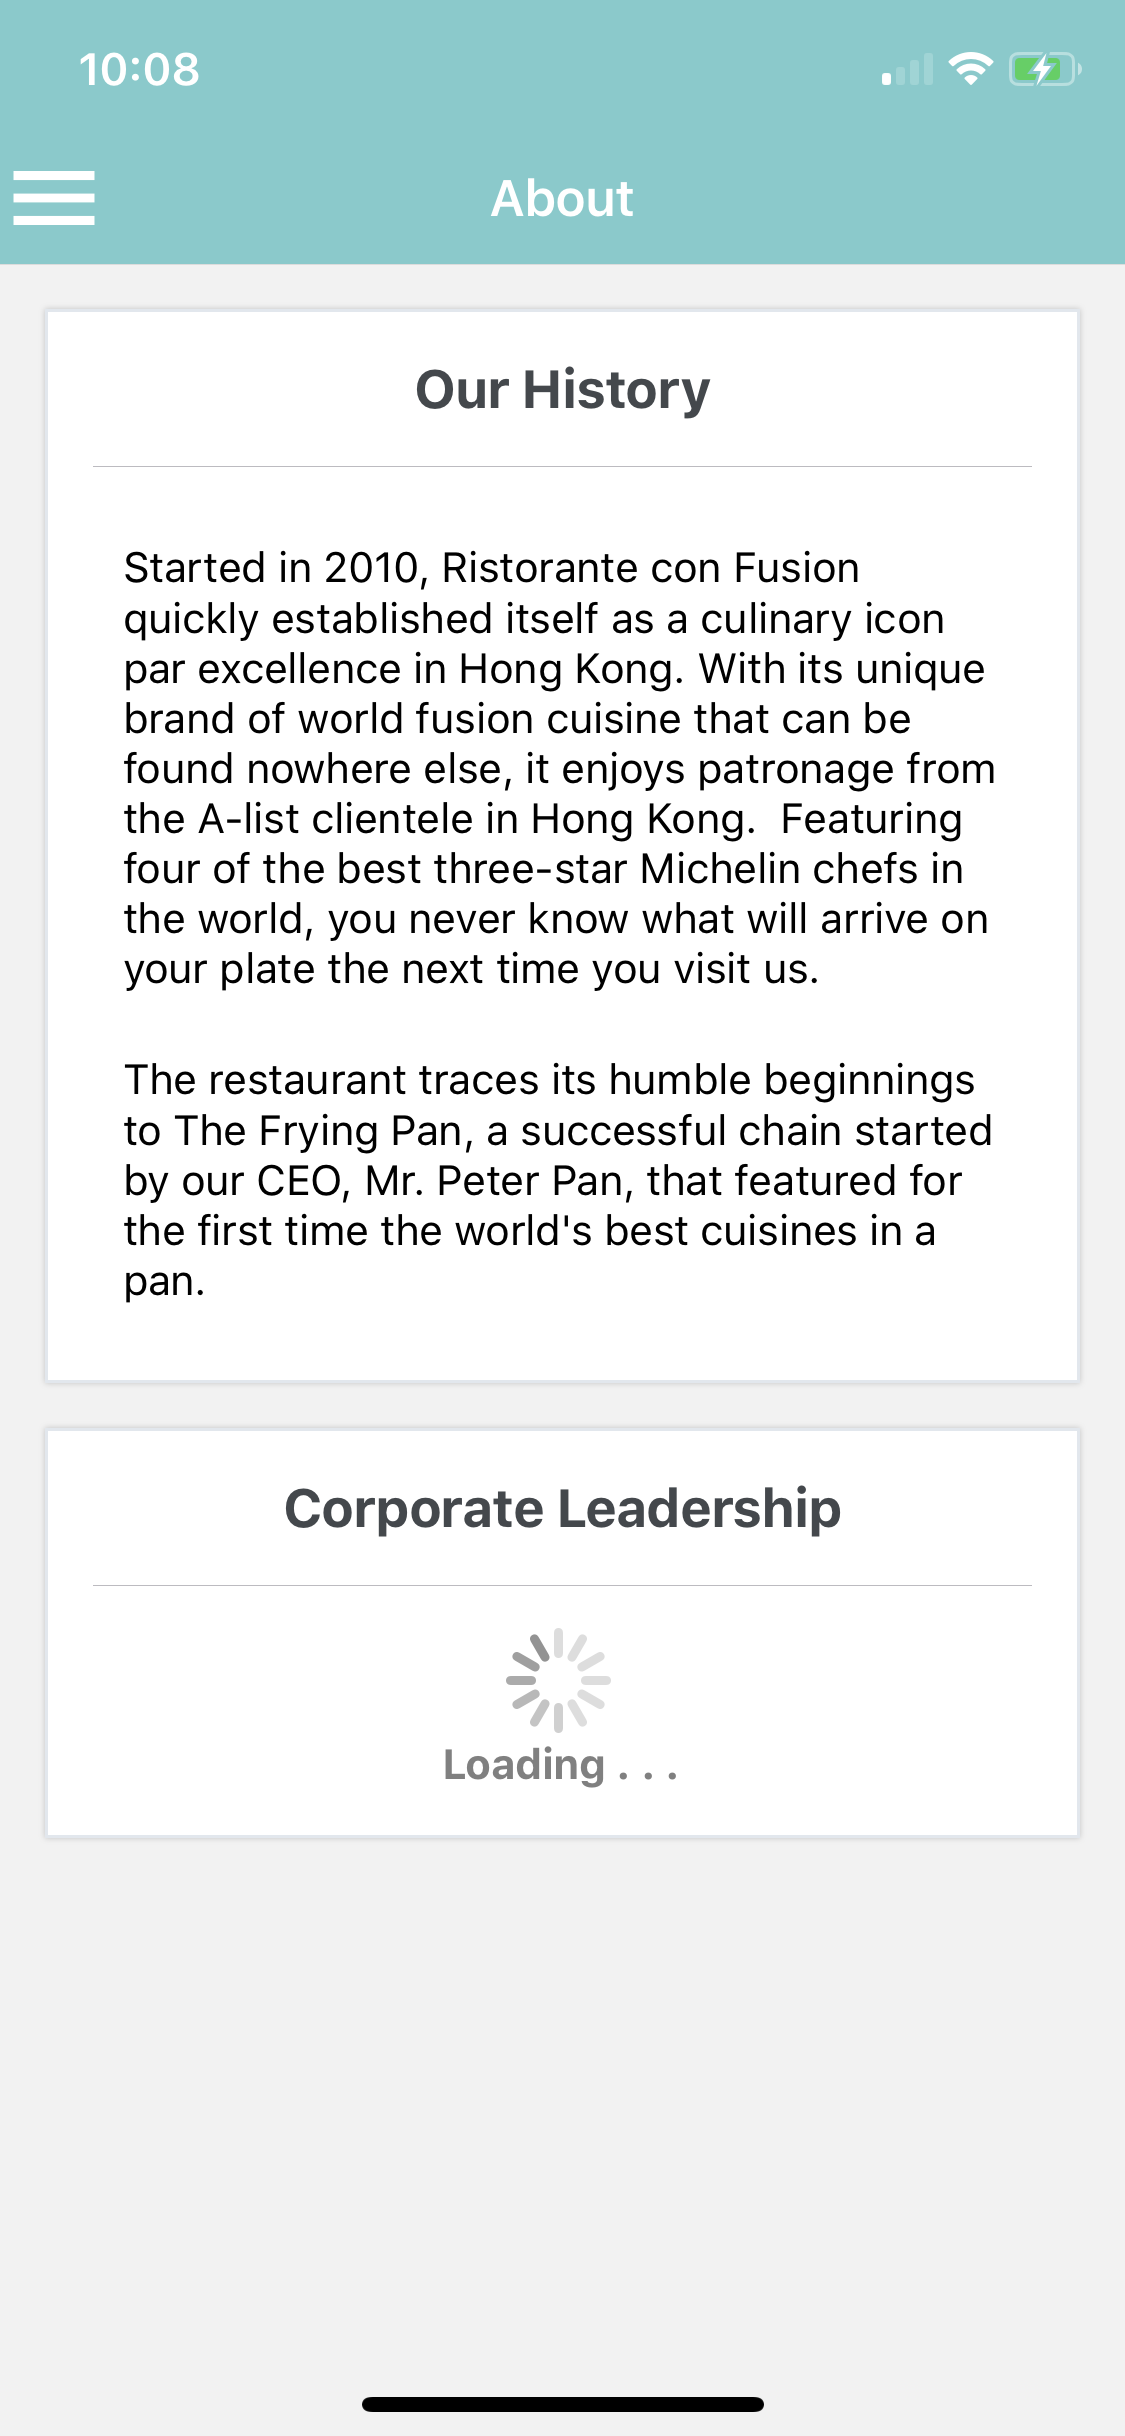 10:08
About
Our History
Started in 2010, Ristorante con Fusion
quickly established itself as a culinary icon
par excellence in Hong Kong. With its unique
brand of world fusion cuisine that can be
found nowhere else, it enjoys patronage from
the A-list clientele in Hong Kong.  Featuring
four of the best three-star Michelin chefs in
the world, you never know what will arrive on
your plate the next time you visit us.
The restaurant traces its humble beginnings
to The Frying Pan, a successful chain started
by our CEO, Mr. Peter Pan, that featured for
the first time the world's best cuisines in a
pan.
Corporate Leadership
Loading . . .